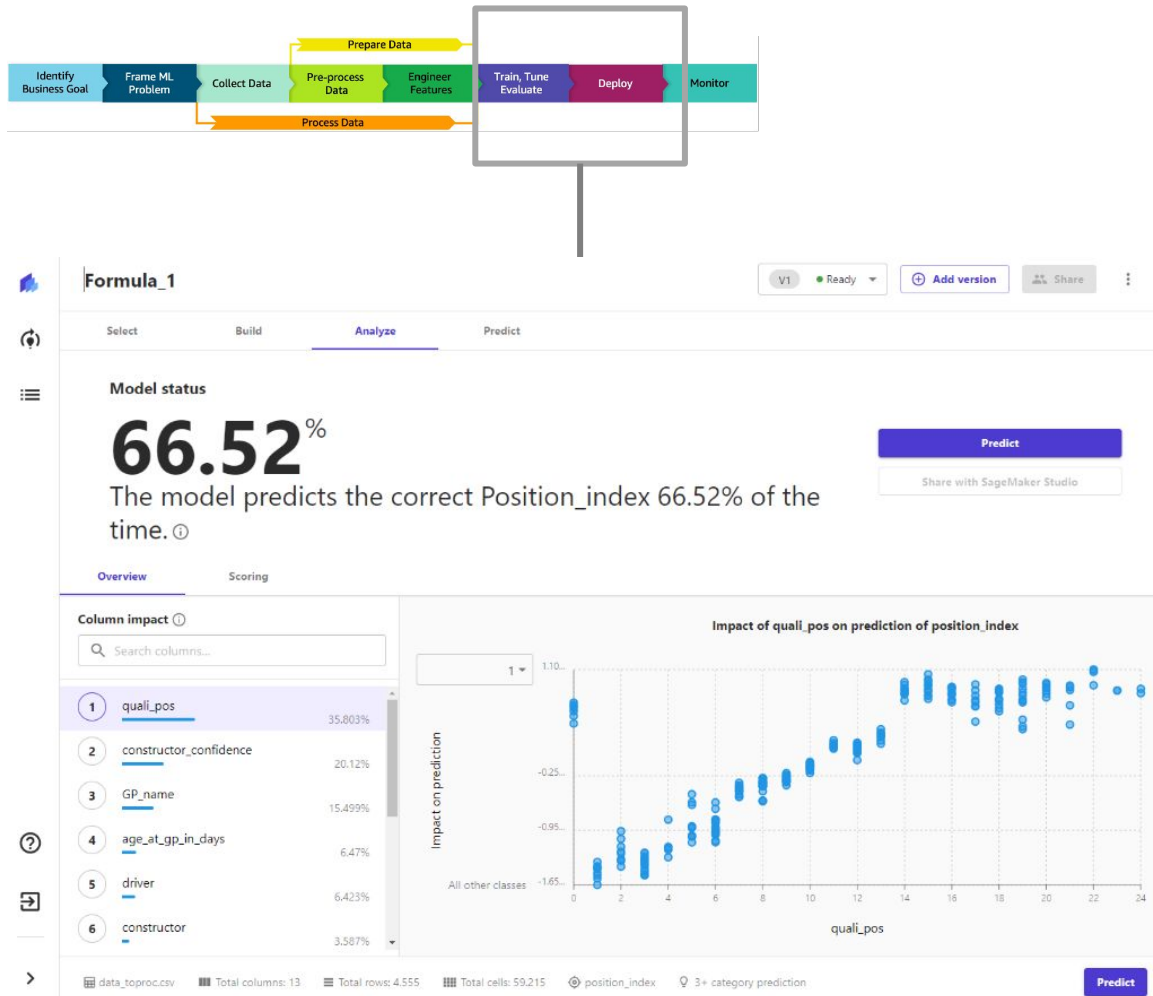 Prepare Data
Identify
Business Goal
Frame ML
Problem
Collect Data
Pre-process
Data
Engineer
Features
Train, Tune
Evaluate
Deploy
Monitor
Process Data
Formula_1
V1
Ready
Add version
Share
Select
Build
Analyze
Predict
Model status
66.52%
The model predicts the correct Position_index 66.52% of the
time.
Predict
Share with SageMaker Studio
Overview
Scoring
Column impact
Search columns...
1
quali_pos
35.803%
2
constructor_confidence
20.12%
3
GP_name
15.499%
4
age_at_gp_in_days
6.47%
5
driver
6.423%
6
constructor
3.587%
Impact of quali_pos on prediction of position_index
1
1.10...
-0.25...
-0.95...
-1.65...
Impact on prediction
All other classes
0 2 4 6 8 10 12 14 16 18 20 22 24
quali_pos
data_toproc.csv
Total columns: 13
Total rows: 4.555
Total cells: 59.215
position_index
3+ category prediction
Predict